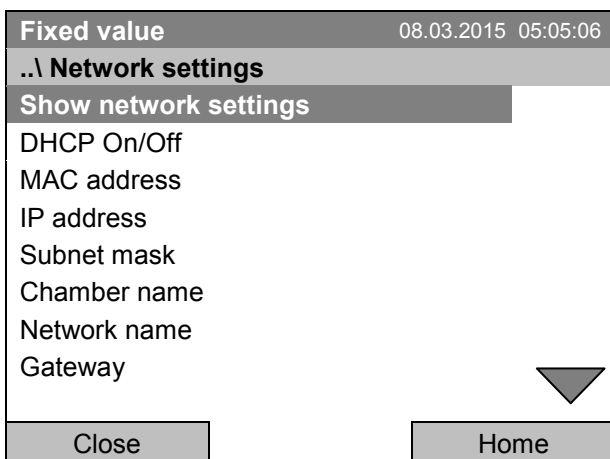 Fixed value 08.03.2015 05:05:06
..\ Network settings
Show network settings
DHCP On/Off
MAC address
IP address
Subnet mask
Chamber name
Network name
Gateway
Close Home